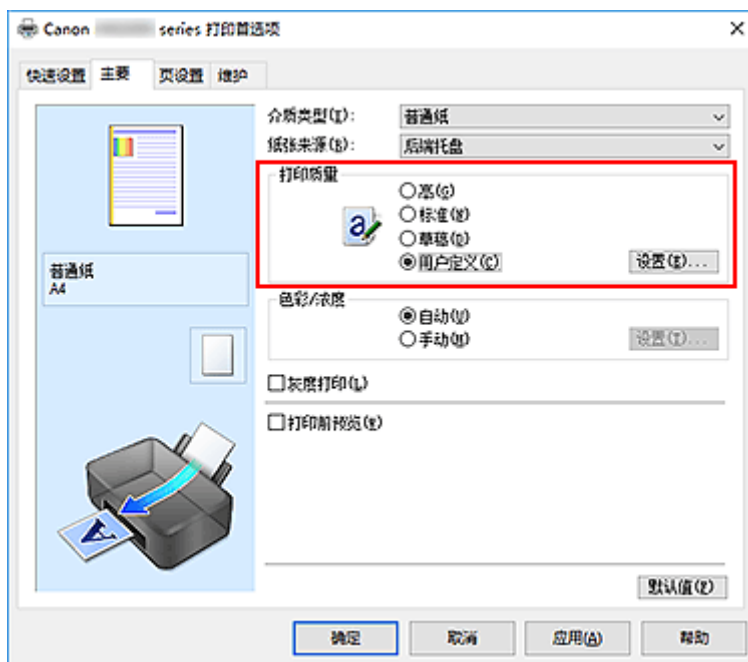 Canon series 打印首选项
快速设置 主要 页设置 维护
介质类型(I): 普通纸
纸张来源(B): 后端托盘
打印质量
高(G)
标准(N)
草稿(D)
用户定义(C) 设置(E)...
普通纸
A4
色彩/浓度
自动(U)
手动(M) 设置(T)...
灰度打印(L)
打印前预览(E)
默认值(Z)
确定 取消 应用(A) 帮助